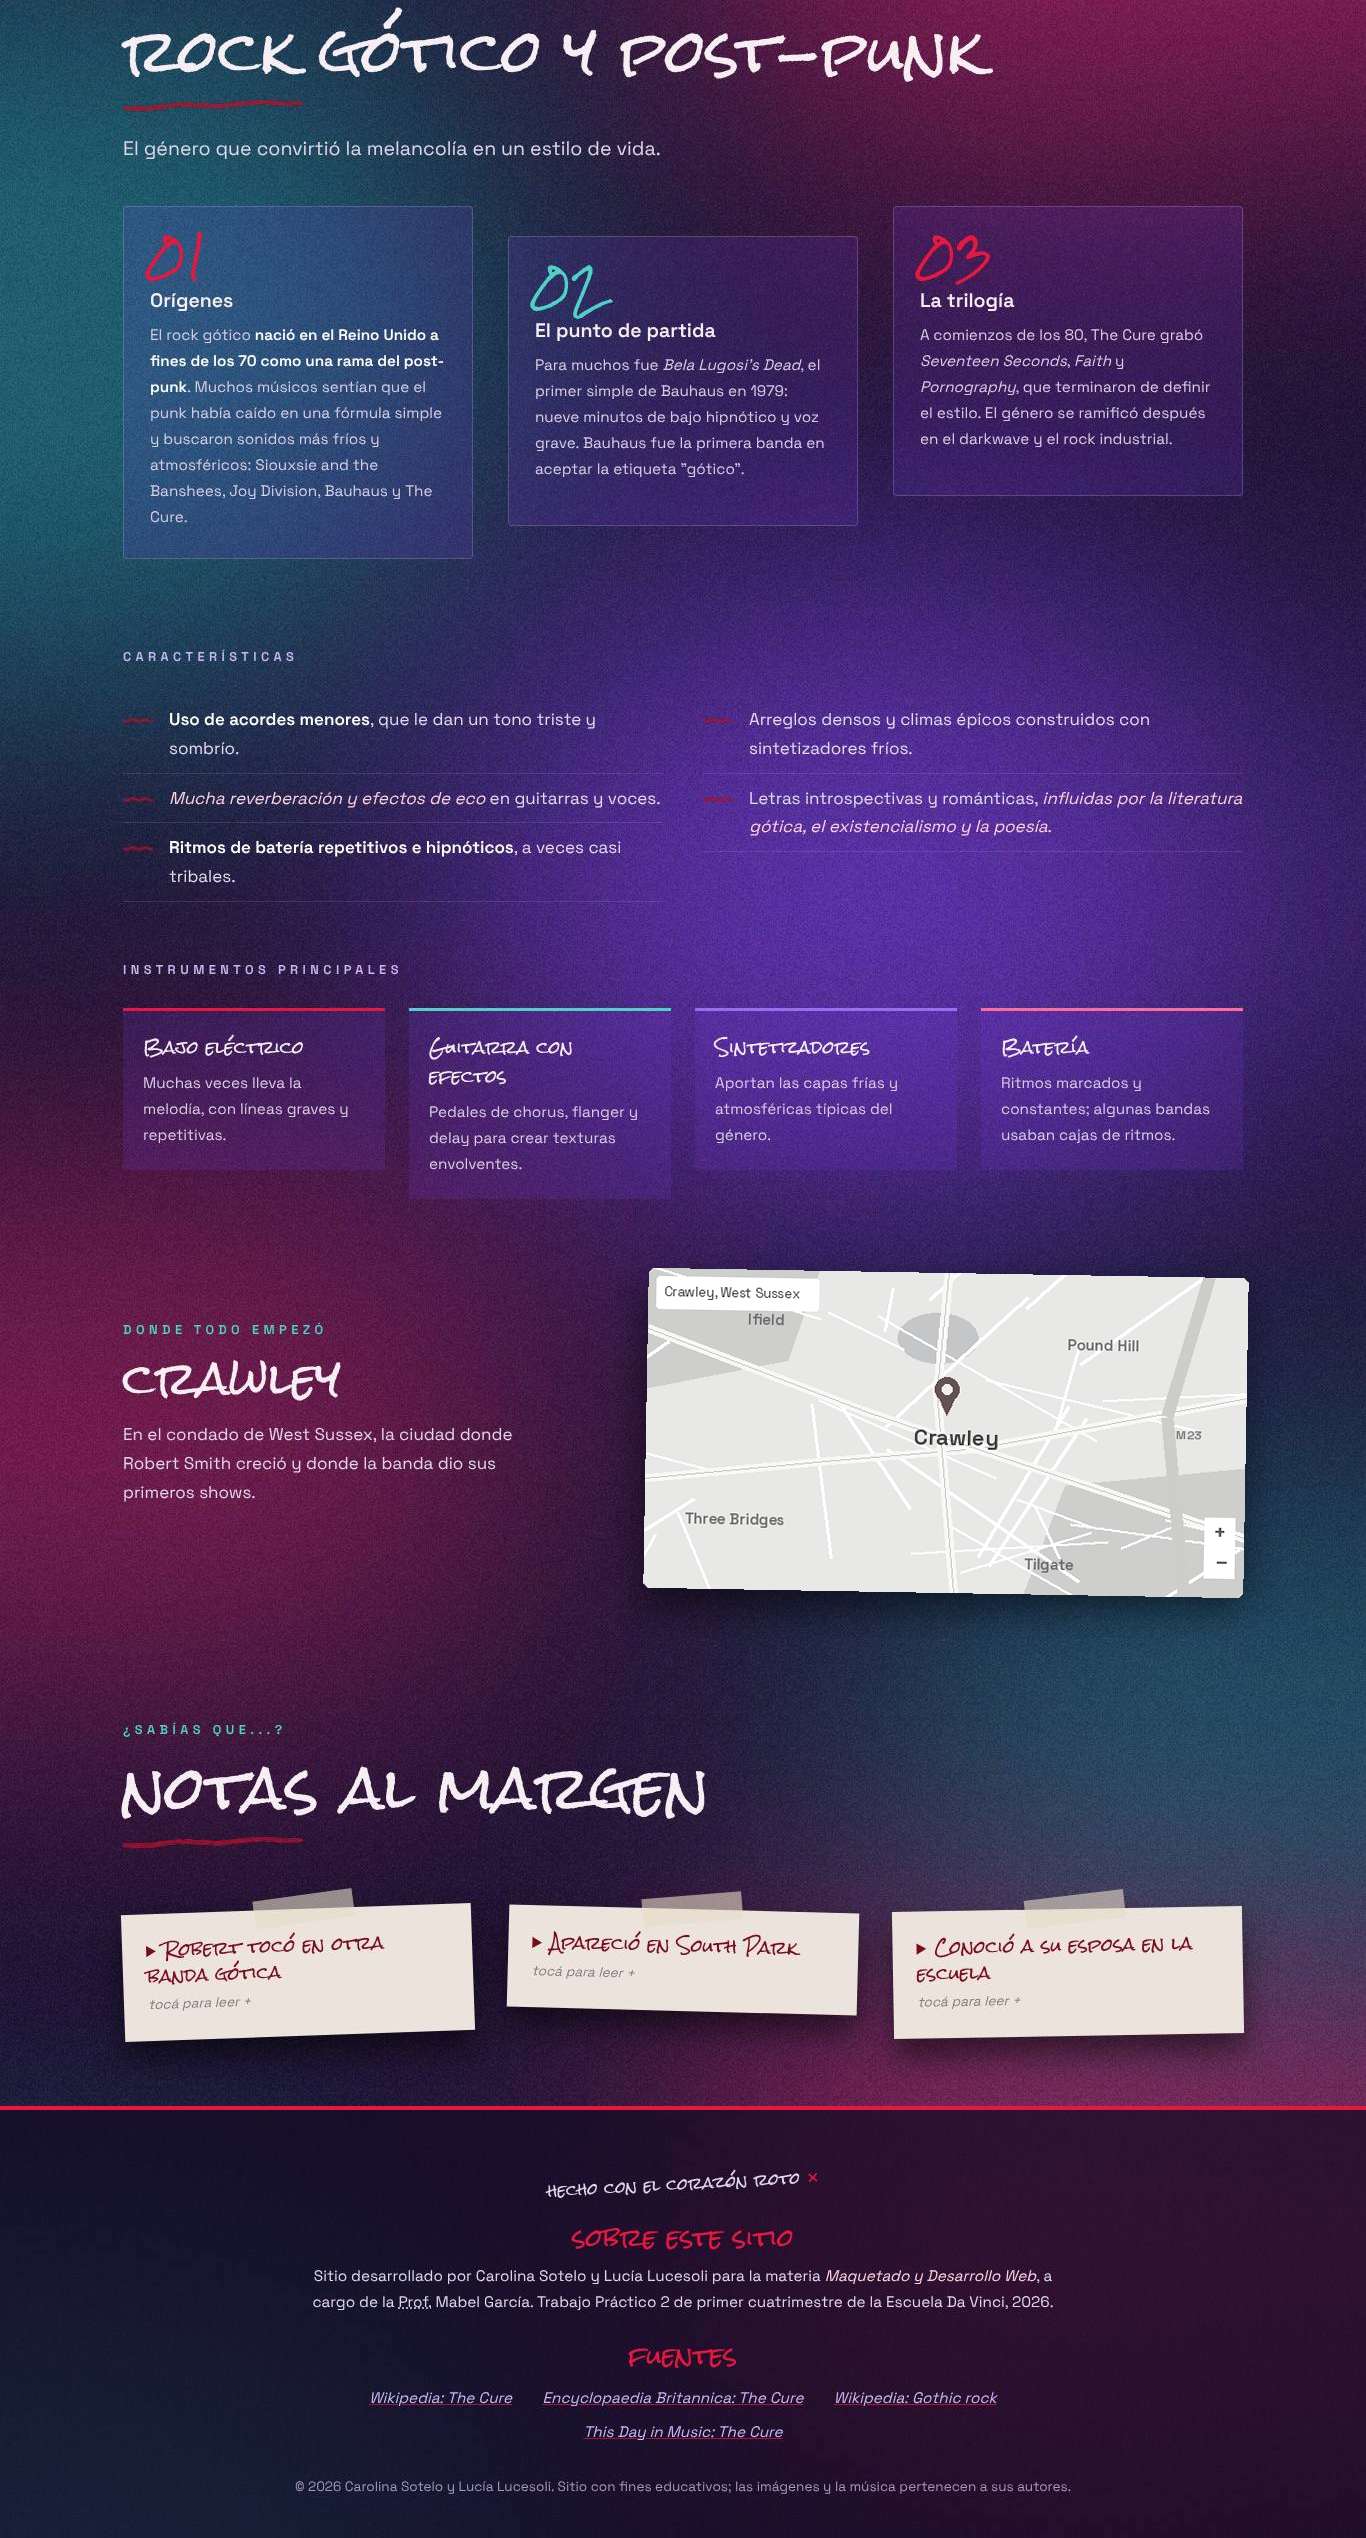 ROCK GÓTICO Y POST-PUNK
El género que convirtió la melancolía en un estilo de vida.
01
Orígenes
El rock gótico nació en el Reino Unido a
fines de los 70 como una rama del post-
punk. Muchos músicos sentían que el
punk había caído en una fórmula simple
y buscaron sonidos más fríos y
atmosféricos: Siouxsie and the
Banshees, Joy Division, Bauhaus y The
Cure.
02
El punto de partida
Para muchos fue Bela Lugosi's Dead, el
primer simple de Bauhaus en 1979:
nueve minutos de bajo hipnótico y voz
grave. Bauhaus fue la primera banda en
aceptar la etiqueta "gótico".
03
La trilogía
A comienzos de los 80, The Cure grabó
Seventeen Seconds, Faith y
Pornography, que terminaron de definir
el estilo. El género se ramificó después
en el darkwave y el rock industrial.
CARACTERÍSTICAS
Uso de acordes menores, que le dan un tono triste y
sombrío.
Mucha reverberación y efectos de eco en guitarras y voces.
Ritmos de batería repetitivos e hipnóticos, a veces casi
tribales.
Arreglos densos y climas épicos construidos con
sintetizadores fríos.
Letras introspectivas y románticas, influidas por la literatura
gótica, el existencialismo y la poesía.
INSTRUMENTOS PRINCIPALES
Bajo eléctrico
Muchas veces lleva la
melodía, con líneas graves y
repetitivas.
Guitarra con
efectos
Pedales de chorus, flanger y
delay para crear texturas
envolventes.
Sintetizadores
Aportan las capas frías y
atmosféricas típicas del
género.
Batería
Ritmos marcados y
constantes; algunas bandas
usaban cajas de ritmos.
DONDE TODO EMPEZÓ
CRAWLEY
En el condado de West Sussex, la ciudad donde
Robert Smith creció y donde la banda dio sus
primeros shows.
Crawley, West Sussex
Ifield
Pound Hill
Crawley
M23
Three Bridges
Tilgate
+
−
¿SABÍAS QUE...?
NOTAS AL MARGEN
▶ Robert tocó en otra
banda gótica
tocá para leer +
▶ Apareció en South Park
tocá para leer +
▶ Conoció a su esposa en la
escuela
tocá para leer +
HECHO CON EL CORAZÓN ROTO ×
SOBRE ESTE SITIO
Sitio desarrollado por Carolina Sotelo y Lucía Lucesoli para la materia Maquetado y Desarrollo Web, a
cargo de la Prof. Mabel García. Trabajo Práctico 2 de primer cuatrimestre de la Escuela Da Vinci, 2026.
FUENTES
Wikipedia: The Cure Encyclopaedia Britannica: The Cure Wikipedia: Gothic rock
This Day in Music: The Cure
© 2026 Carolina Sotelo y Lucía Lucesoli. Sitio con fines educativos; las imágenes y la música pertenecen a sus autores.